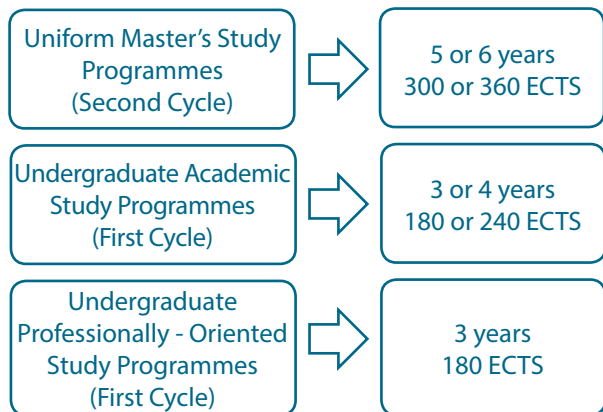 Uniform Master's Study
Programmes
(Second Cycle)
5 or 6 years
300 or 360 ECTS
Undergraduate Academic
Study Programmes
(First Cycle)
3 or 4 years
180 or 240 ECTS
Undergraduate
Professionally - Oriented
Study Programmes
(First Cycle)
3 years
180 ECTS